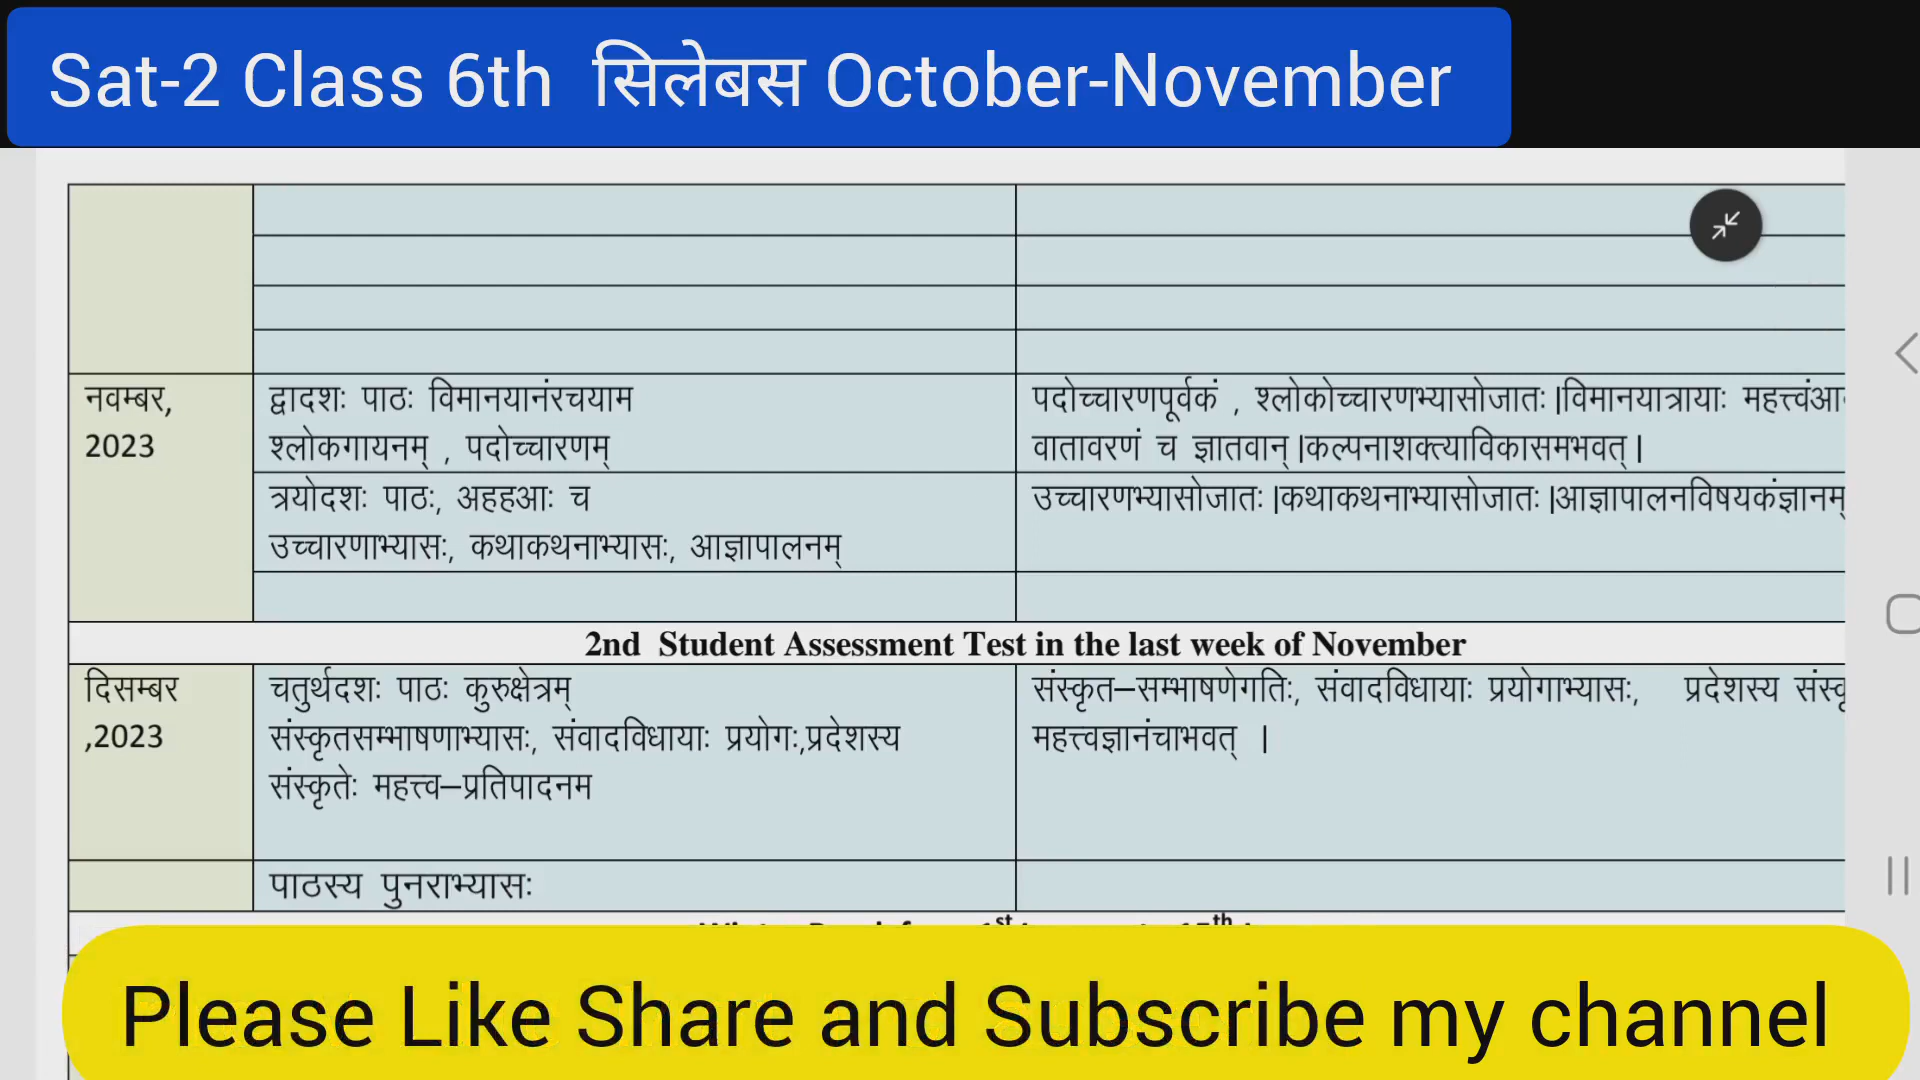 Sat-2 Class 6th सिलेबस October-November
नवम्बर,
2023
द्वादशः पाठः विमानयानंरचयाम
श्लोकगायनम् , पदोच्चारणम्
पदोच्चारणपूर्वकं , श्लोकोच्चारणभ्यासोजातः |विमानयात्रायाः महत्त्वंआ
वातावरणं च ज्ञातवान् |कल्पनाशक्त्याविकासमभवत् |
त्रयोदशः पाठः, अहहआः च
उच्चारणाभ्यासः, कथाकथनाभ्यासः, आज्ञापालनम्
उच्चारणभ्यासोजातः |कथाकथनाभ्यासोजातः |आज्ञापालनविषयकंज्ञानम्
2nd Student Assessment Test in the last week of November
दिसम्बर
,2023
चतुर्थदशः पाठः कुरुक्षेत्रम्
संस्कृतसम्भाषणाभ्यासः, संवादविधायाः प्रयोगः,प्रदेशस्य
संस्कृतेः महत्त्व–प्रतिपादनम
संस्कृत–सम्भाषणेगतिः, संवादविधायाः प्रयोगाभ्यासः, प्रदेशस्य
महत्त्वज्ञानंचाभवत् |
पाठस्य पुनराभ्यासः
Please Like Share and Subscribe my channel